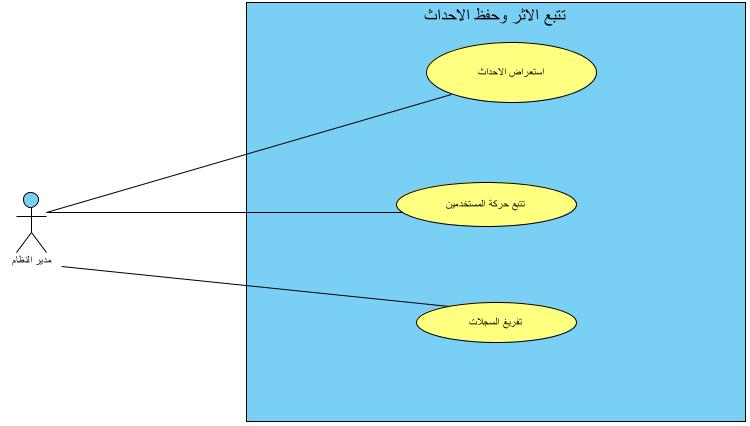 تتبع الاثر وحفظ الاحداث
استعراض الاحداث
تتبع حركة المستخدمين
مدير النظام
تفريغ السجلات